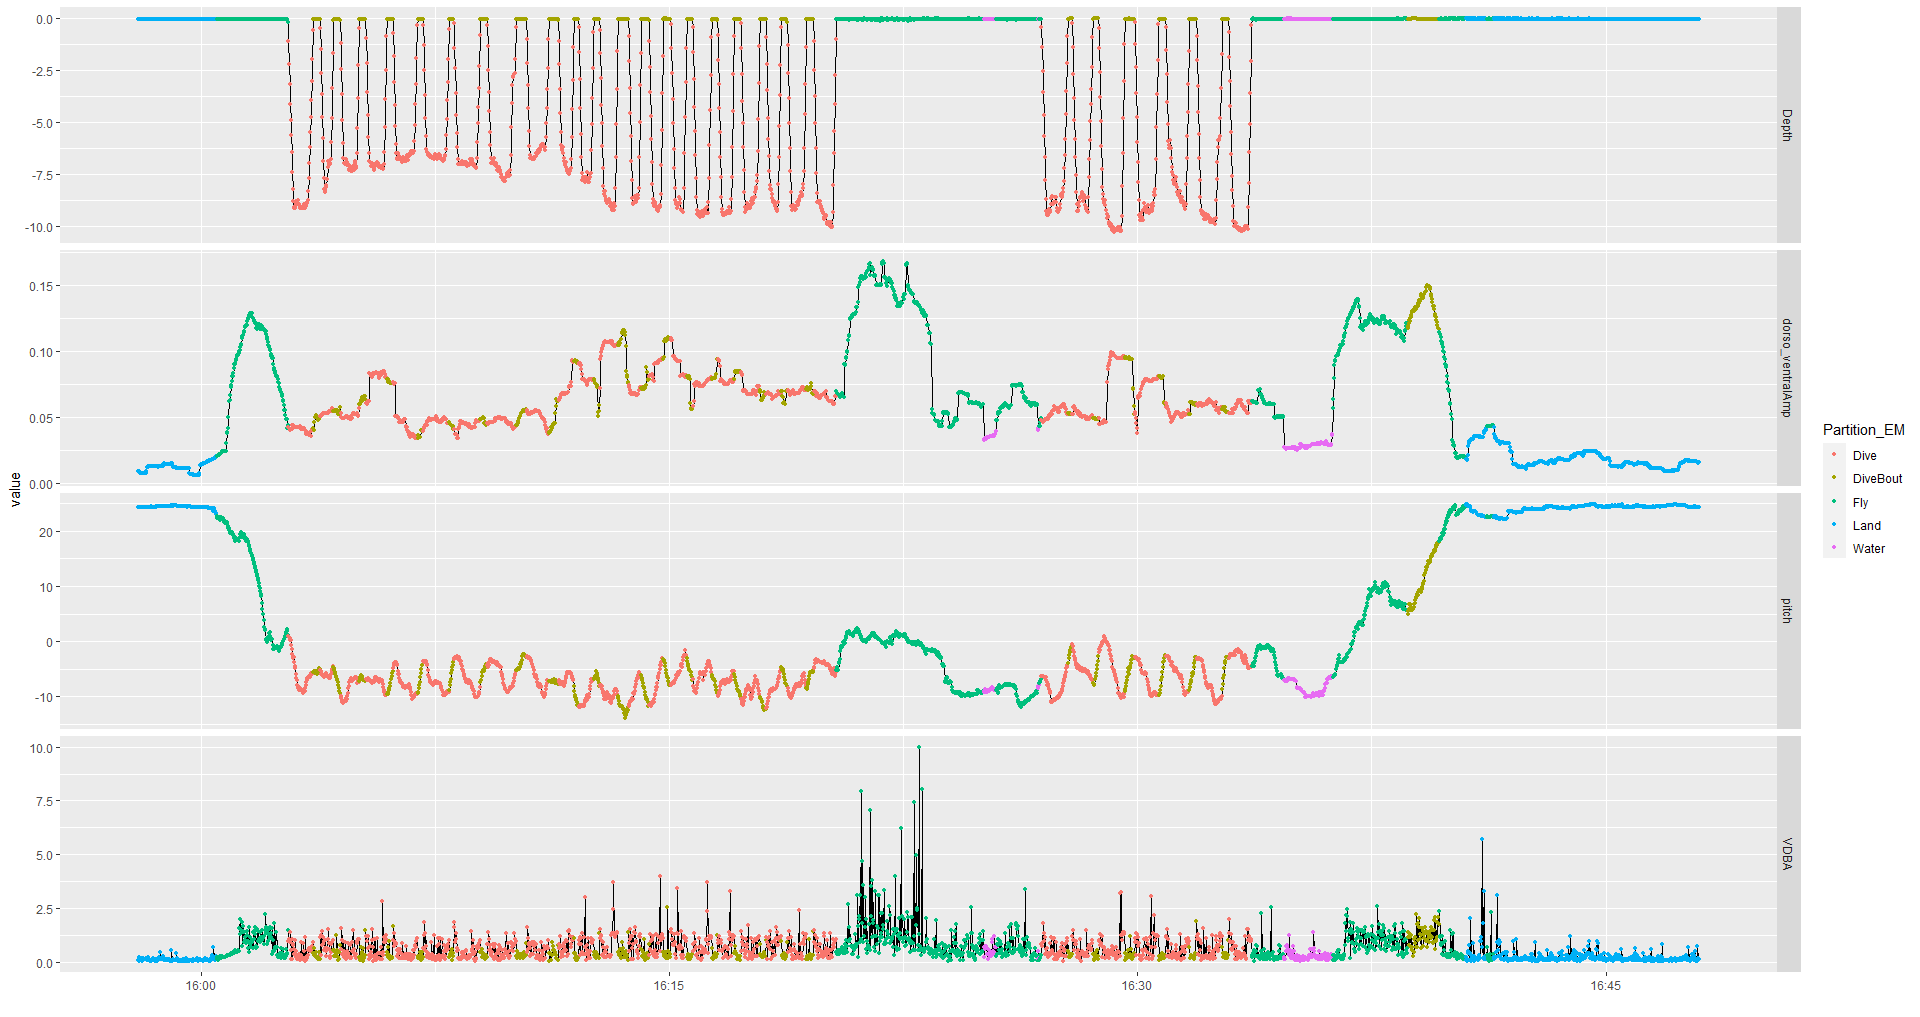 0.0
-2.5
-5.0
-7.5
-10.0
Depth
0.15
0.10
0.05
0.00
dorso_ventralAmp
value
20
10
0
-10
pitch
10.0
7.5
5.0
2.5
0.0
VDBA
16:00
16:15
16:30
16:45
Partition_EM
Dive
DiveBout
Fly
Land
Water